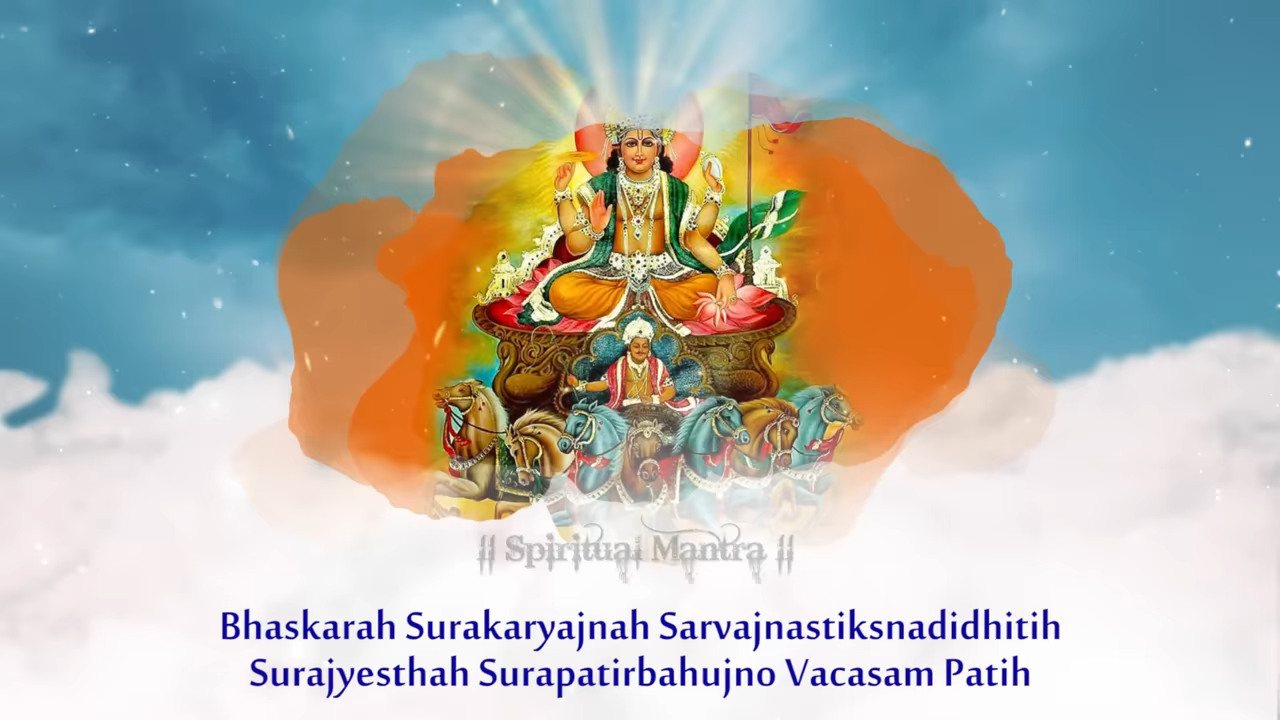 || Spiritual Mantra ||
Bhaskarah Surakaryajnah Sarvajnastiksnadidhitih
Surajyesthah Surapatirbahujno Vacasam Patih